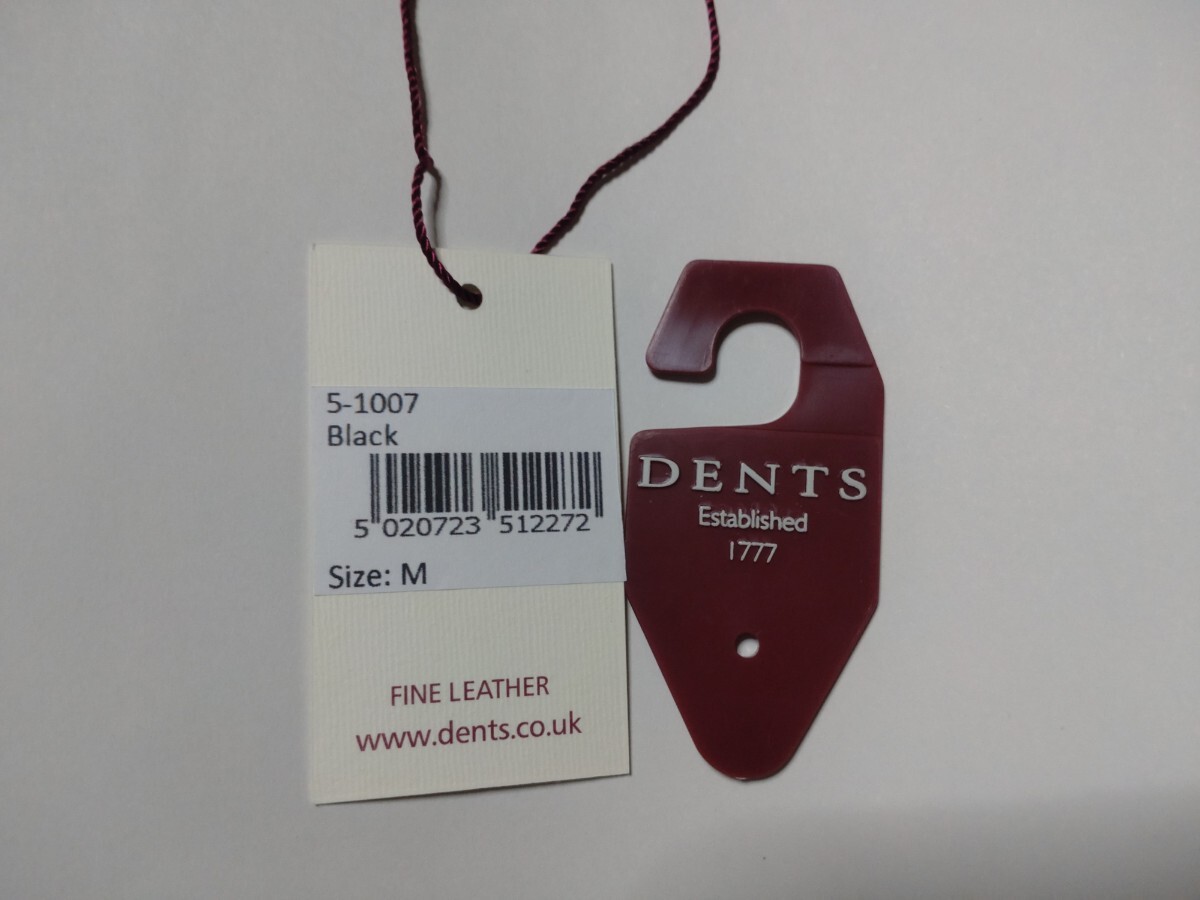 5-1007
Black
5 020723 512272
Size: M
FINE LEATHER
www.dents.co.uk
DENTS
Established
1777